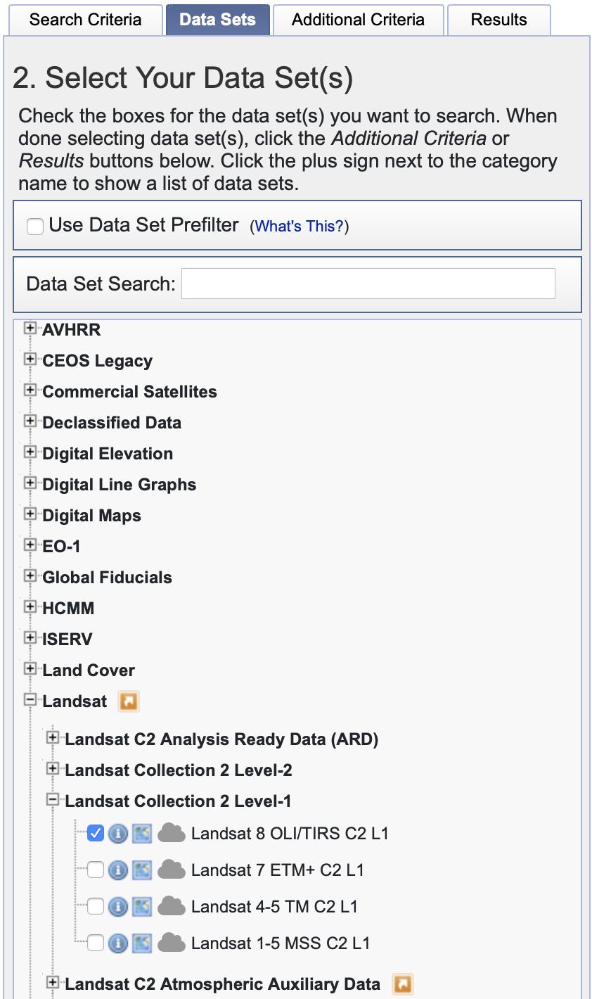 Search Criteria Data Sets Additional Criteria Results
2. Select Your Data Set(s)
Check the boxes for the data set(s) you want to search. When
done selecting data set(s), click the Additional Criteria or
Results buttons below. Click the plus sign next to the category
name to show a list of data sets.
Use Data Set Prefilter (What's This?)
Data Set Search:
AVHRR
CEOS Legacy
Commercial Satellites
Declassified Data
Digital Elevation
Digital Line Graphs
Digital Maps
EO-1
Global Fiducials
HCMM
ISERV
Land Cover
Landsat
Landsat C2 Analysis Ready Data (ARD)
Landsat Collection 2 Level-2
Landsat Collection 2 Level-1
Landsat 8 OLI/TIRS C2 L1
Landsat 7 ETM+ C2 L1
Landsat 4-5 TM C2 L1
Landsat 1-5 MSS C2 L1
Landsat C2 Atmospheric Auxiliary Data